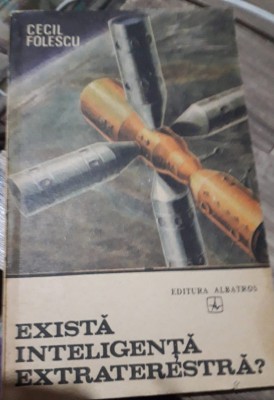 CECIL
FOLESCU
EDITURA ALBATROS
EXISTĂ
INTELIGENȚĂ
EXTRATERESTRĂ?